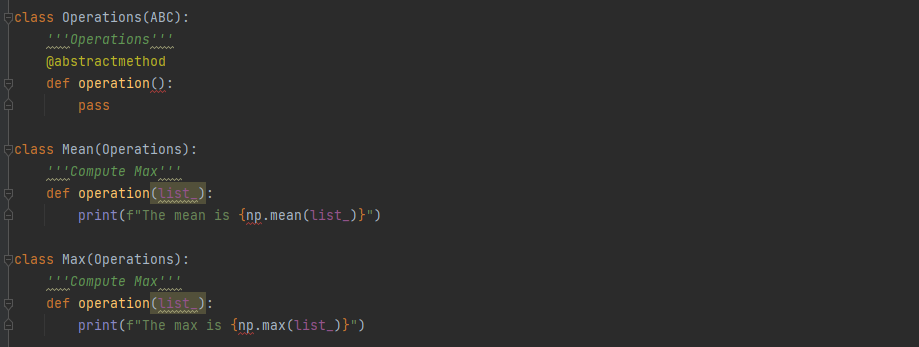 class Operations(ABC):
    '''Operations'''
    @abstractmethod
    def operation():
        pass

class Mean(Operations):
    '''Compute Max'''
    def operation(list_):
        print(f"The mean is {np.mean(list_)}")

class Max(Operations):
    '''Compute Max'''
    def operation(list_):
        print(f"The max is {np.max(list_)}")